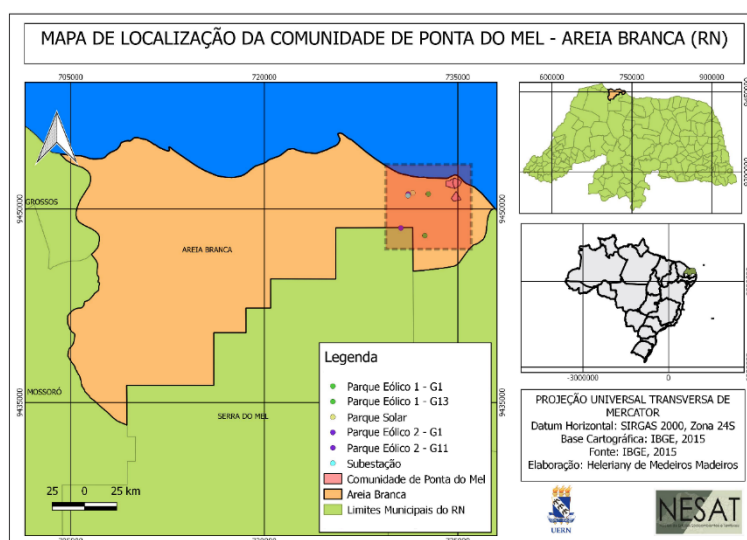 MAPA DE LOCALIZAÇÃO DA COMUNIDADE DE PONTA DO MEL - AREIA BRANCA (RN)
705000 720000 735000
600000 750000 900000
GROSSOS
9450000
AREIA BRANCA
MOSSORÓ
9435000
SERRA DO MEL
Legenda
Parque Eólico 1 - G1
Parque Eólico 1 - G13
Parque Solar
Parque Eólico 2 - G1
Parque Eólico 2 - G11
Subestação
Comunidade de Ponta do Mel
Areia Branca
Limites Municipais do RN
25 0 25 km
-3000000 0
PROJEÇÃO UNIVERSAL TRANSVERSA DE
MERCATOR
Datum Horizontal: SIRGAS 2000, Zona 24S
Base Cartográfica: IBGE, 2015
Fonte: IBGE, 2015
Elaboração: Heleriany de Medeiros Madeiros
UERN
NESAT